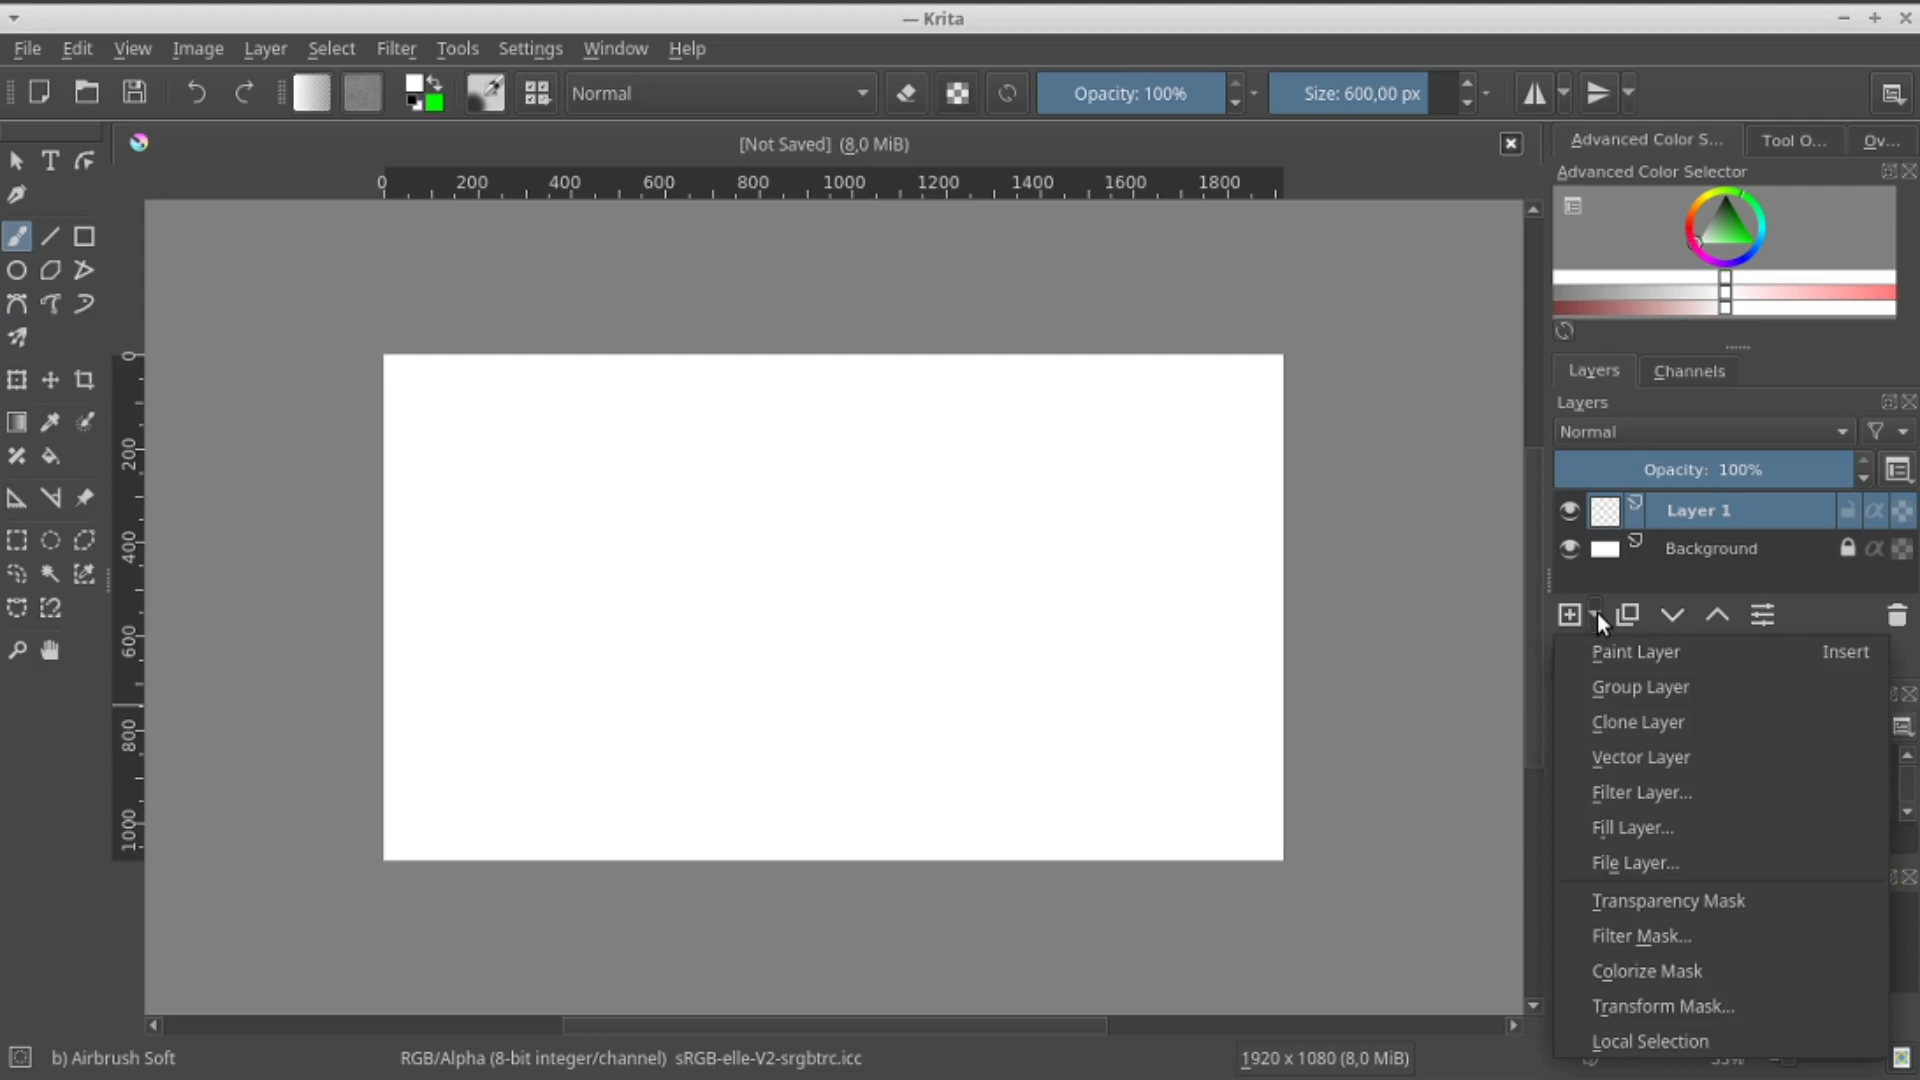 — Krita
File Edit View Image Layer Select Filter Tools Settings Window Help
Normal Opacity: 100% Size: 600,00 px
[Not Saved] (8,0 MiB)
Advanced Color S... Tool O... Ov...
Advanced Color Selector
0 200 400 600 800 1000 1200 1400 1600 1800
0
200
400
600
800
1000
Layers Channels
Layers
Normal
Opacity: 100%
Layer 1
Background
Paint Layer Insert
Group Layer
Clone Layer
Vector Layer
Filter Layer...
Fill Layer...
File Layer...
Transparency Mask
Filter Mask...
Colorize Mask
Transform Mask...
Local Selection
b) Airbrush Soft RGB/Alpha (8-bit integer/channel) sRGB-elle-V2-srgbtrc.icc 1920 x 1080 (8,0 MiB)